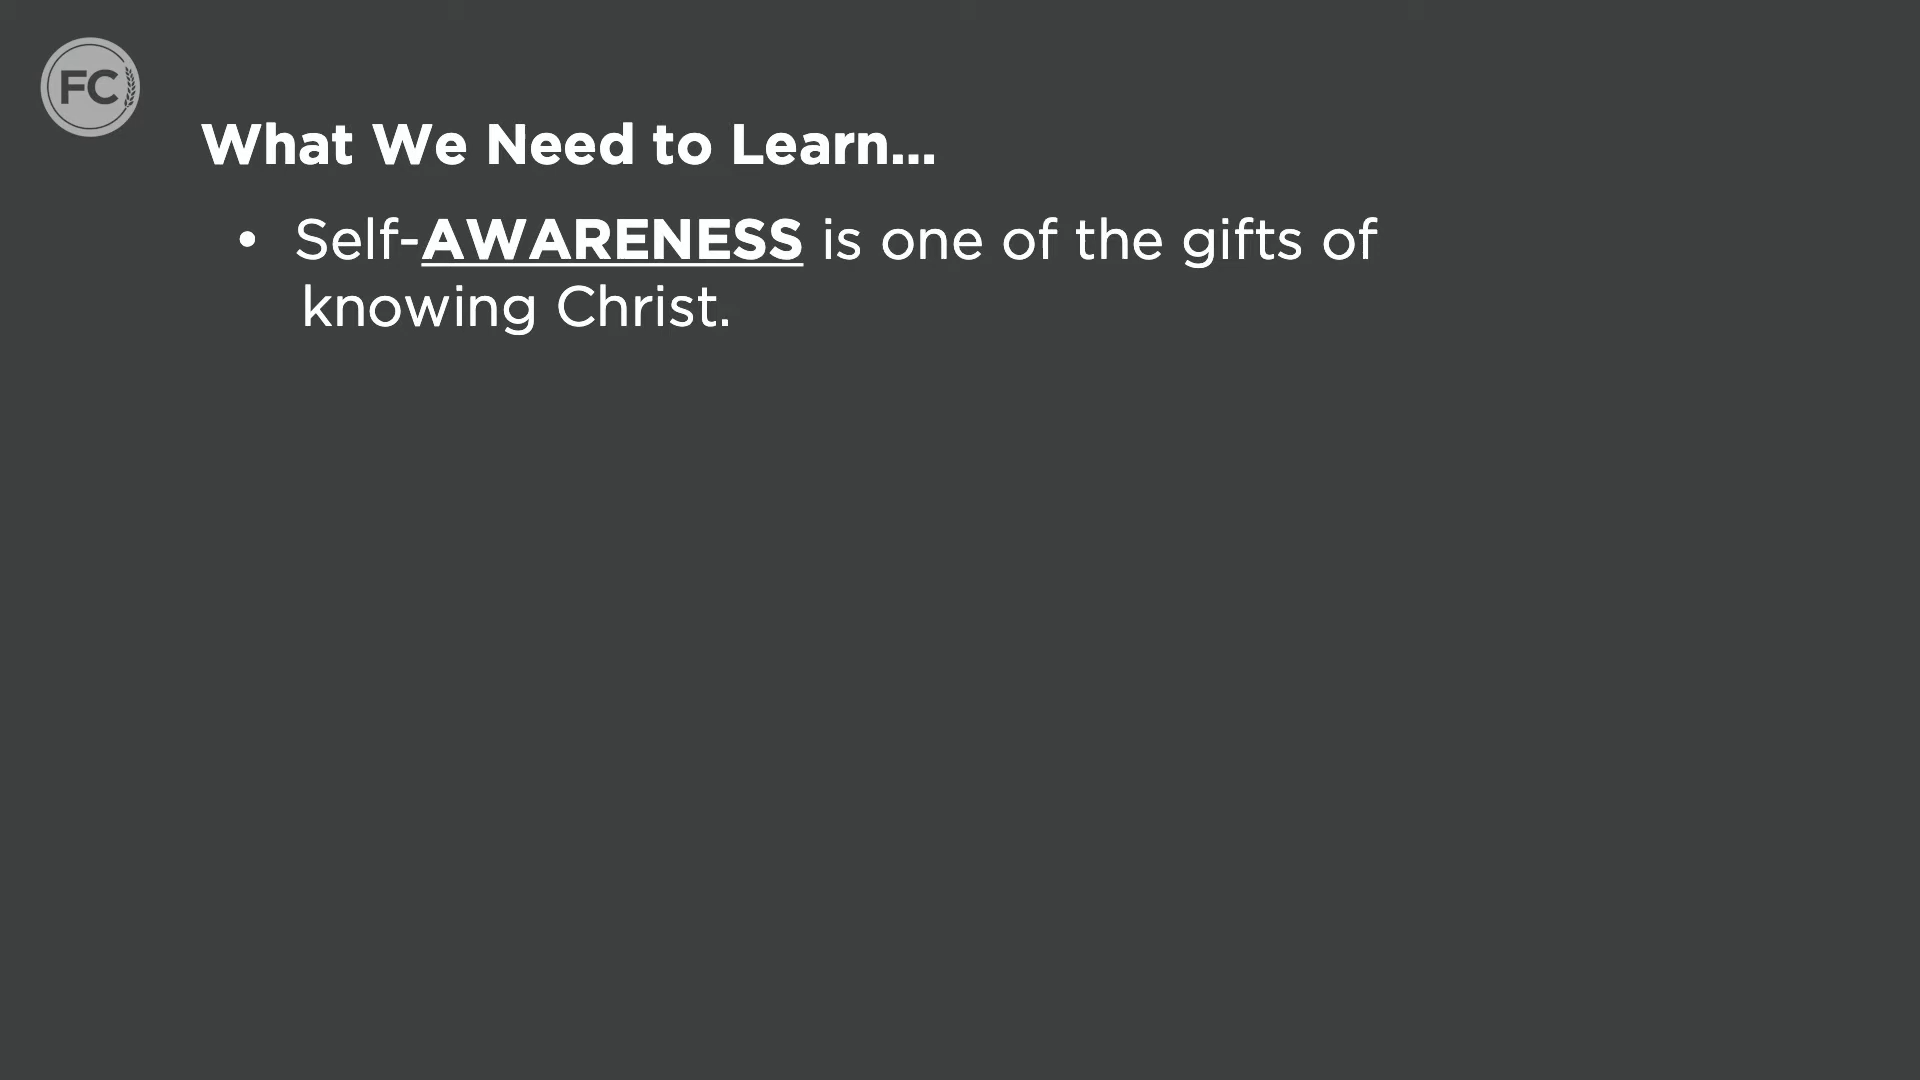 FC
What We Need to Learn...
• Self-AWARENESS is one of the gifts of
knowing Christ.